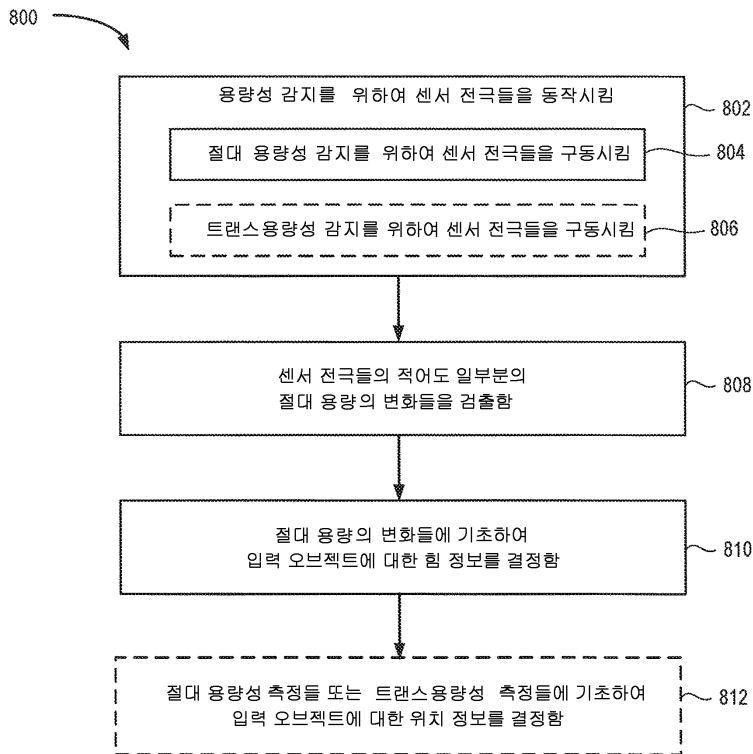 800
용량성 감지를 위하여 센서 전극들을 동작시킴
802
절대 용량성 감지를 위하여 센서 전극들을 구동시킴
804
트랜스용량성 감지를 위하여 센서 전극들을 구동시킴
806
센서 전극들의 적어도 일부분의
절대 용량의 변화들을 검출함
808
절대 용량의 변화들에 기초하여
입력 오브젝트에 대한 힘 정보를 결정함
810
절대 용량성 측정들 또는 트랜스용량성 측정들에 기초하여
입력 오브젝트에 대한 위치 정보를 결정함
812